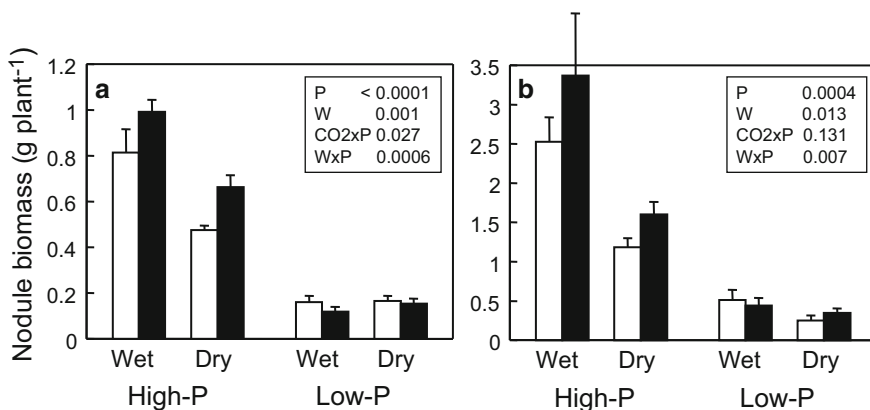 Nodule biomass (g plant⁻¹)
a
1.2
1
0.8
0.6
0.4
0.2
0
P < 0.0001
W 0.001
CO2xP 0.027
WxP 0.0006
Wet Dry Wet Dry
High-P Low-P
b
3.5
3
2.5
2
1.5
1
0.5
0
P 0.0004
W 0.013
CO2xP 0.131
WxP 0.007
Wet Dry Wet Dry
High-P Low-P